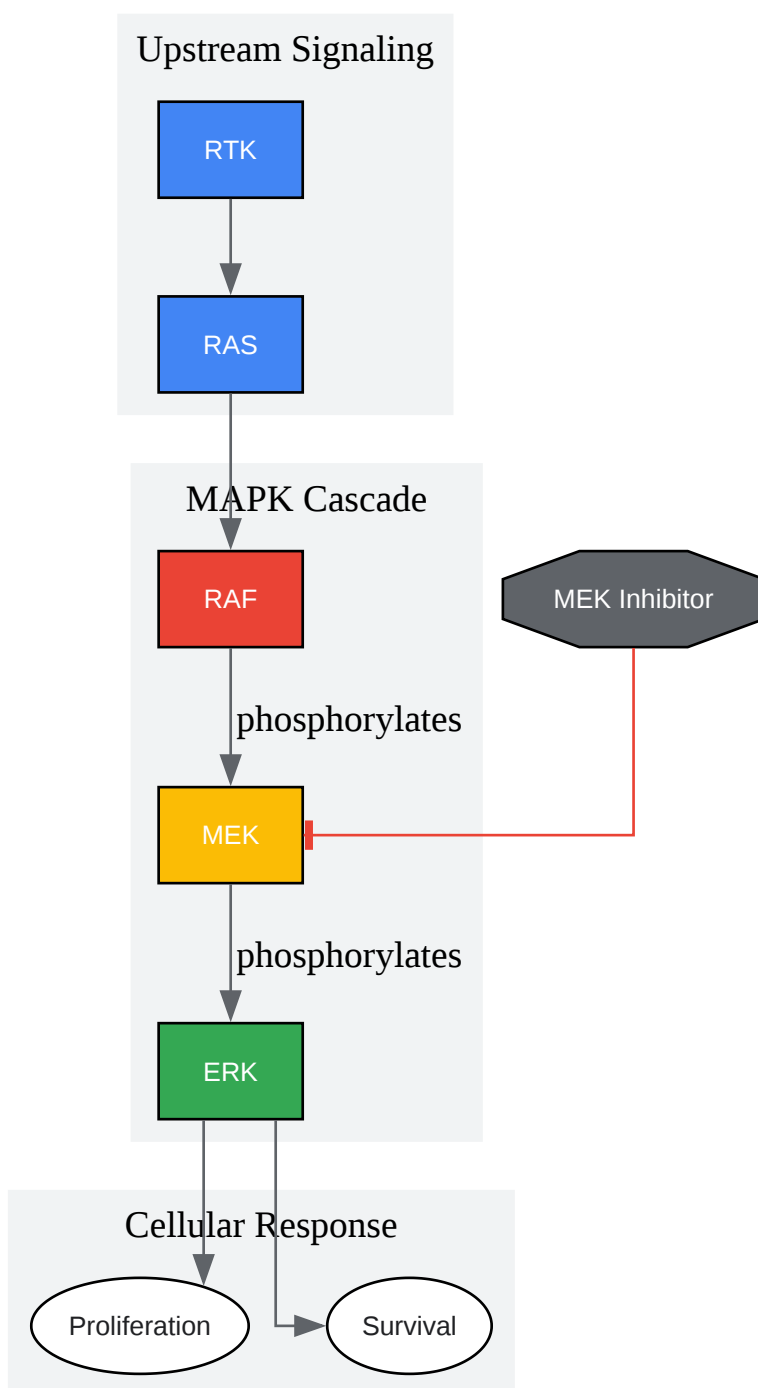 Upstream Signaling
RTK
RAS
MAPK Cascade
RAF
MEK Inhibitor
phosphorylates
MEK
phosphorylates
ERK
Cellular Response
Proliferation
Survival